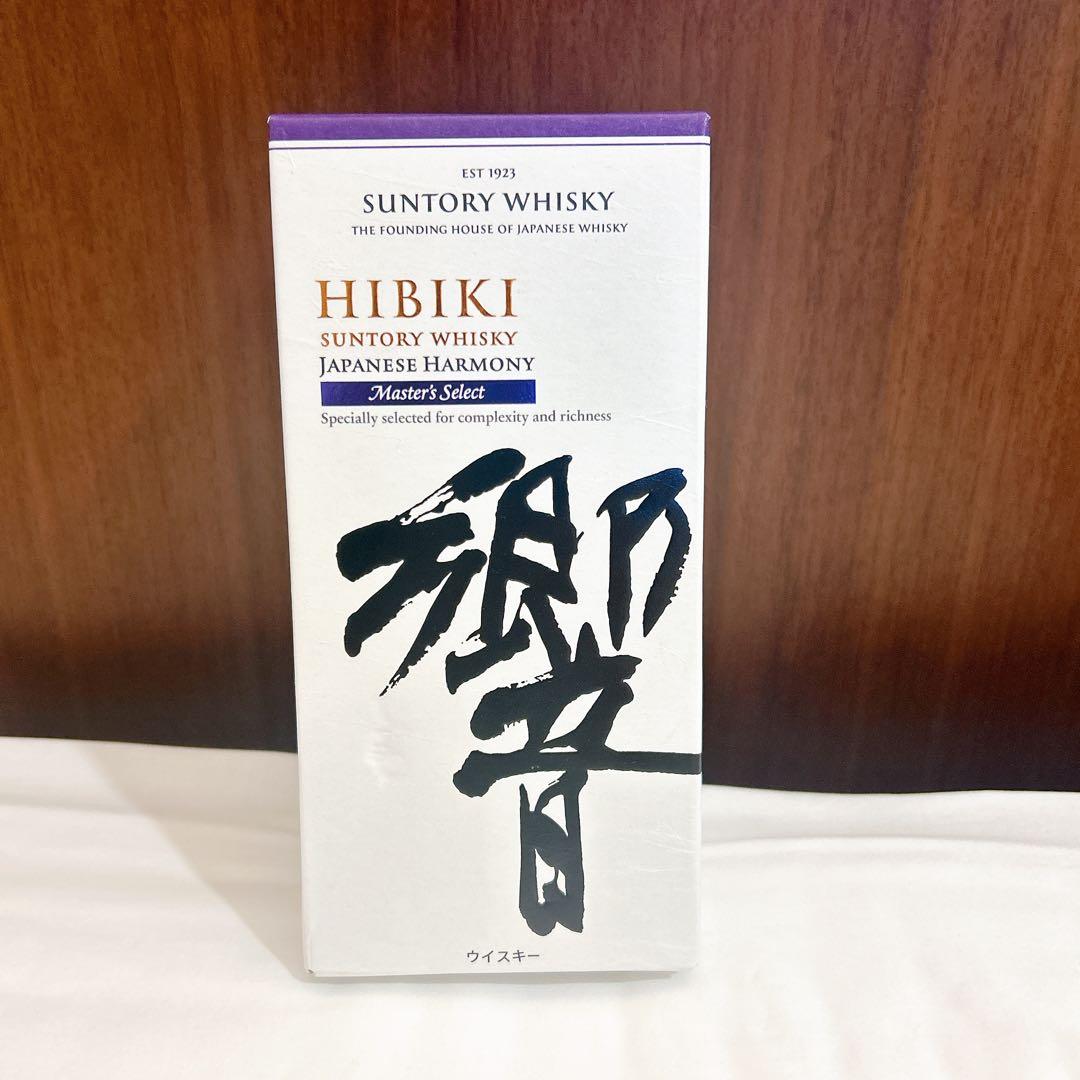 EST 1923
SUNTORY WHISKY
THE FOUNDING HOUSE OF JAPANESE WHISKY
HIBIKI
SUNTORY WHISKY
JAPANESE HARMONY
Master's Select
Specially selected for complexity and richness
響
ウイスキー